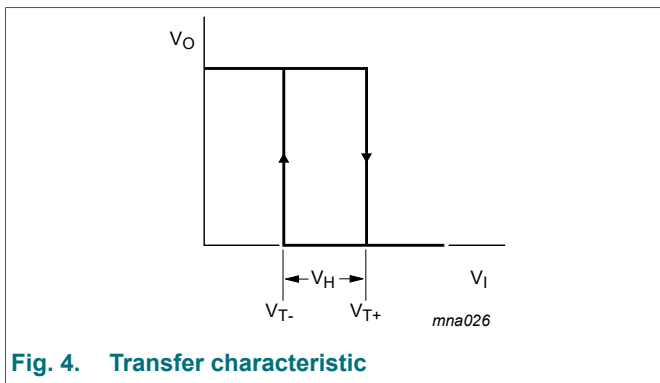 VO
VH
VI
VT-
VT+
mna026
Fig. 4. Transfer characteristic